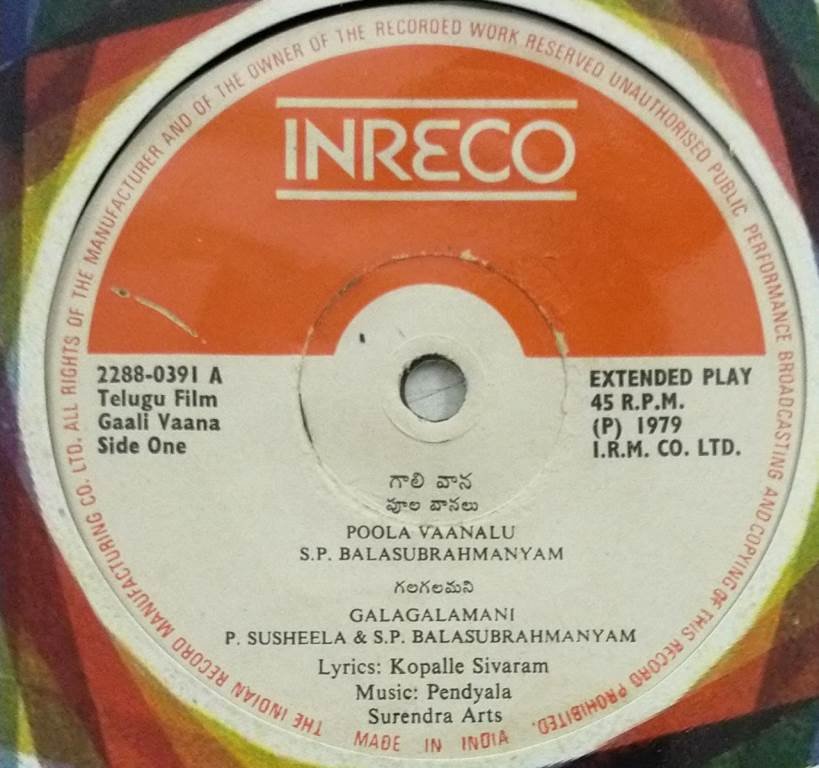 THE INDIAN RECORD MANUFACTURING CO. LTD. ALL RIGHTS OF THE MANUFACTURER AND OF THE OWNER OF THE RECORDED WORK RESERVED UNAUTHORISED PUBLIC PERFORMANCE BROADCASTING AND COPYING OF THIS RECORD PROHIBITED.
INRECO
2288-0391 A
Telugu Film
Gaali Vaana
Side One
EXTENDED PLAY
45 R.P.M.
(P) 1979
I.R.M. CO. LTD.
గాలి వాన
పూల వానలు
POOLA VAANALU
S.P. BALASUBRAHMANYAM
గలగలమని
GALAGALAMANI
P. SUSHEELA & S.P. BALASUBRAHMANYAM
Lyrics: Kopalle Sivaram
Music: Pendyala
Surendra Arts
MADE IN INDIA